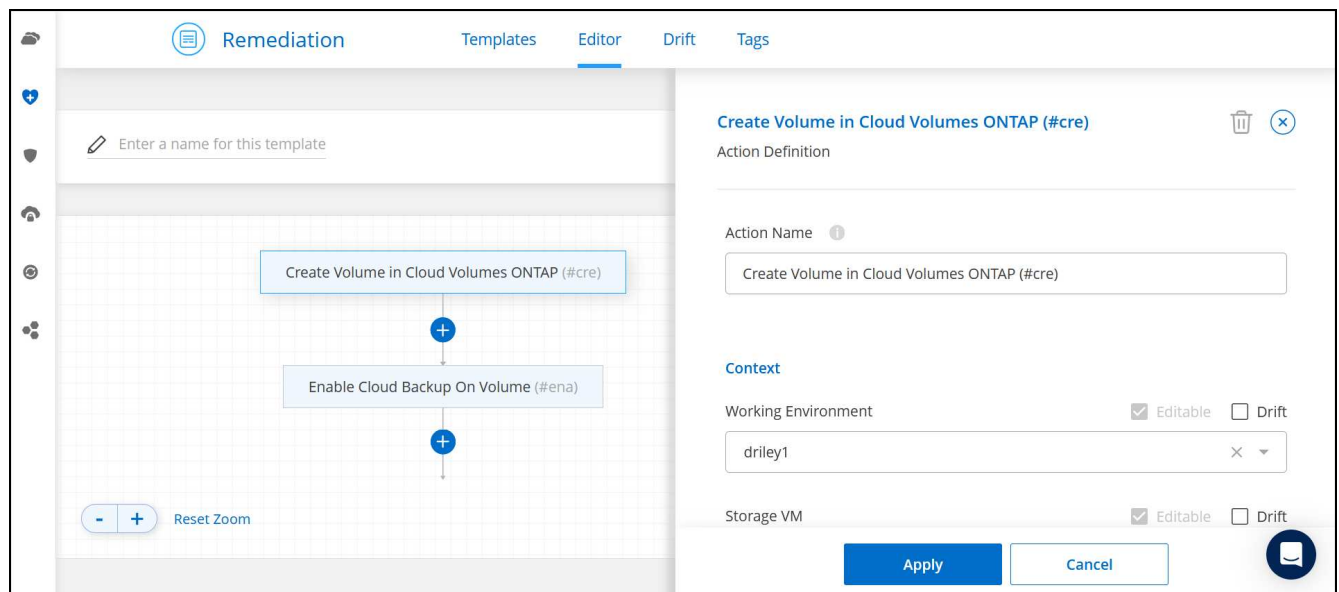 Remediation
Templates
Editor
Drift
Tags
Enter a name for this template
Create Volume in Cloud Volumes ONTAP (#cre)
Enable Cloud Backup On Volume (#ena)
- +
Reset Zoom
Create Volume in Cloud Volumes ONTAP (#cre)
Action Definition
Action Name
Create Volume in Cloud Volumes ONTAP (#cre)
Context
Working Environment
Editable
Drift
driley1
Storage VM
Editable
Drift
Apply
Cancel